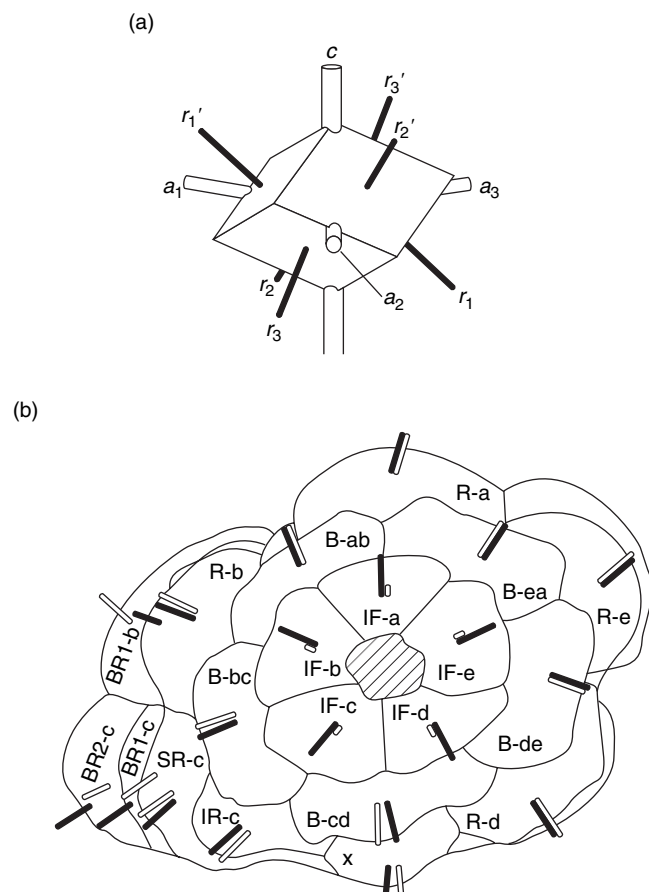 (a)
c
r3′
r1′
r2′
a1
a3
r2
a2
r1
r3
(b)
R-a
B-ab
R-b
B-ea
IF-a
R-e
BR1-b
IF-b
IF-e
B-bc
IF-c
IF-d
BR2-c
BR1-c
SR-c
B-de
IR-c
B-cd
R-d
x